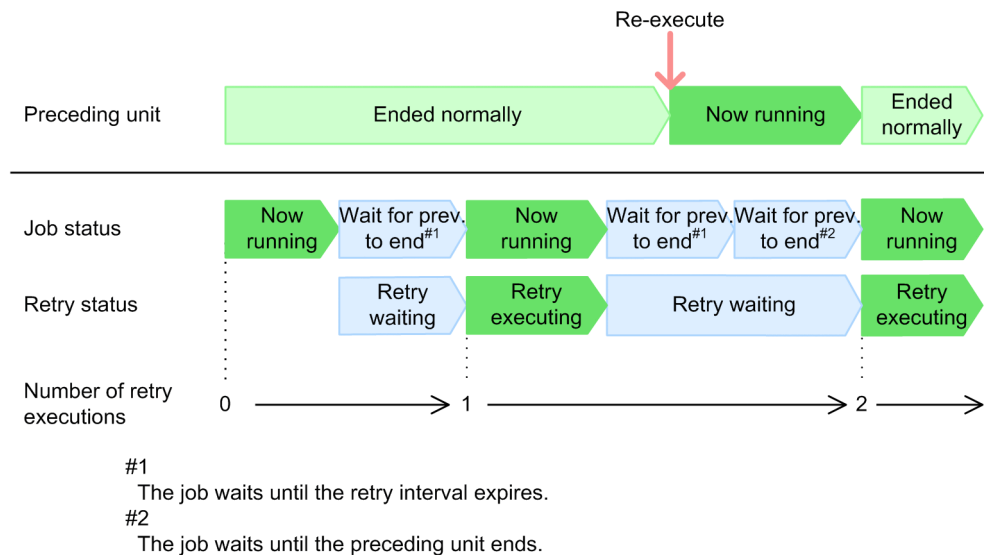 Re-execute
Preceding unit
Ended normally
Now running
Ended
normally
Job status
Now
running
Wait for prev.
to end#1
Now
running
Wait for prev.
to end#1
Wait for prev.
to end#2
Now
running
Retry status
Retry
waiting
Retry
executing
Retry waiting
Retry
executing
Number of retry
executions
0
1
2
#1
The job waits until the retry interval expires.
#2
The job waits until the preceding unit ends.